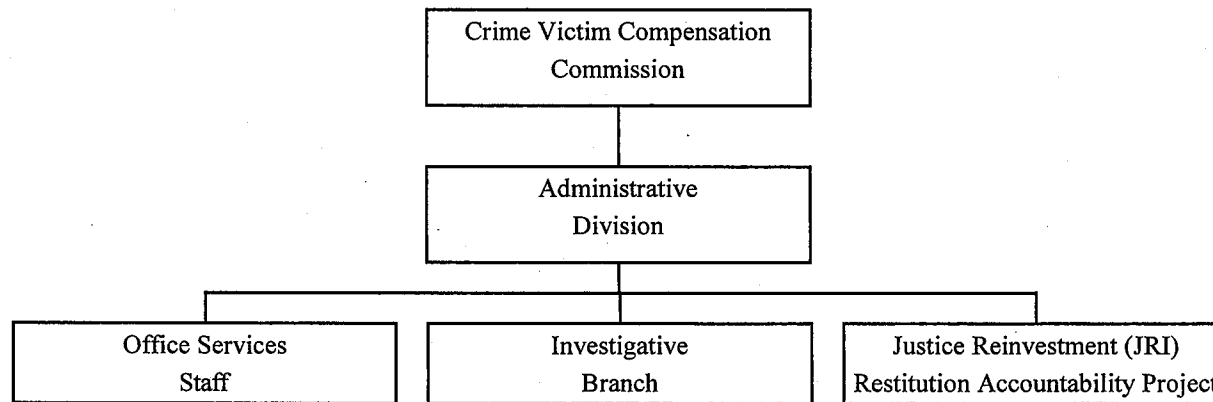 Crime Victim Compensation
Commission
Administrative
Division
Office Services
Staff
Investigative
Branch
Justice Reinvestment (JRI)
Restitution Accountability Project